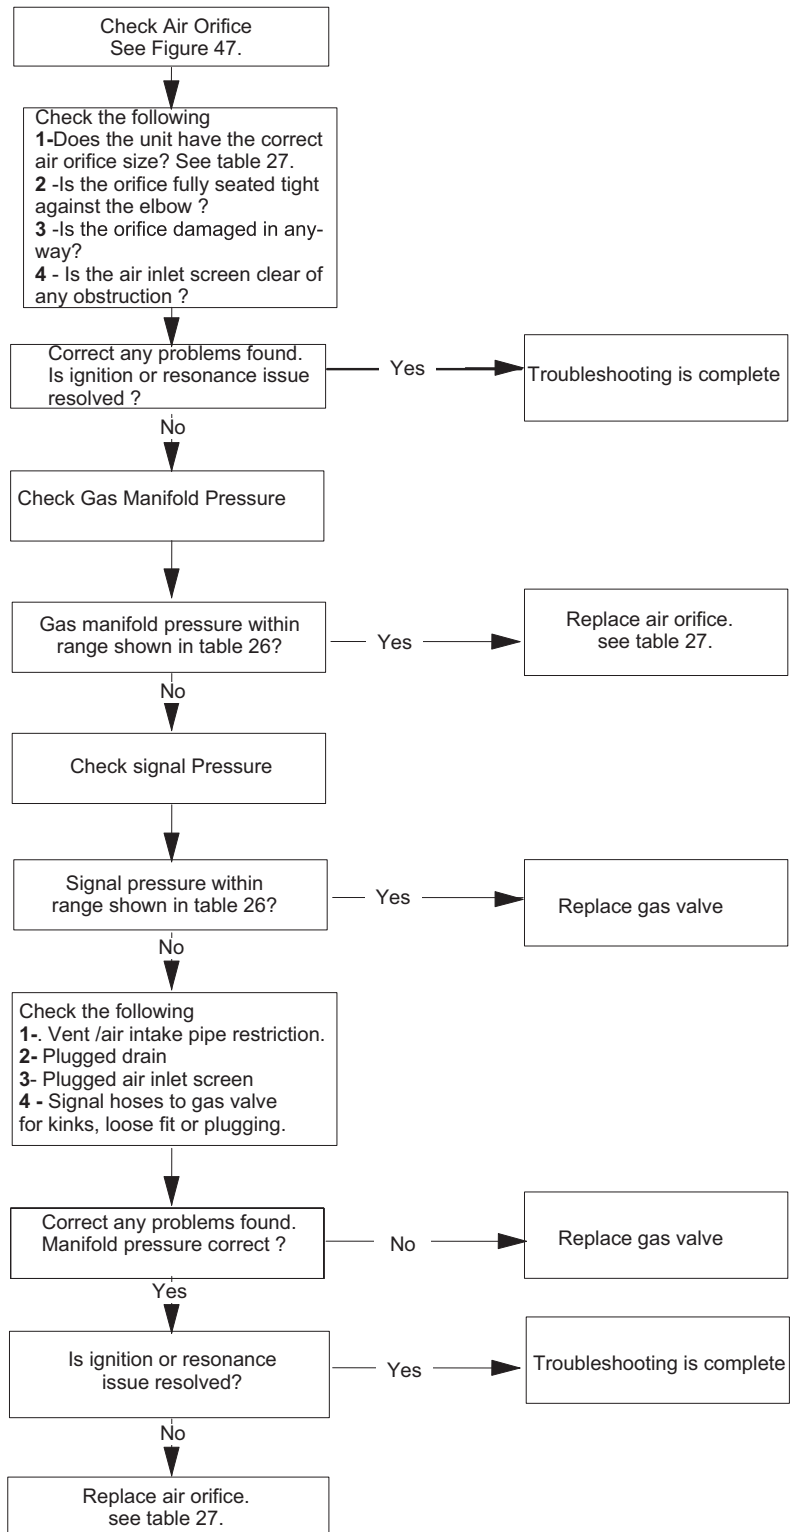 Check Air Orifice
See Figure 47.
Check the following
1-Does the unit have the correct
air orifice size? See table 27.
2 -Is the orifice fully seated tight
against the elbow ?
3 -Is the orifice damaged in any-
way?
4 - Is the air inlet screen clear of
any obstruction ?
Correct any problems found.
Is ignition or resonance issue
resolved ?
Yes
Troubleshooting is complete
No
Check Gas Manifold Pressure
Gas manifold pressure within
range shown in table 26?
Yes
Replace air orifice.
see table 27.
No
Check signal Pressure
Signal pressure within
range shown in table 26?
Yes
Replace gas valve
No
Check the following
1-. Vent /air intake pipe restriction.
2- Plugged drain
3- Plugged air inlet screen
4 - Signal hoses to gas valve
for kinks, loose fit or plugging.
Correct any problems found.
Manifold pressure correct ?
No
Replace gas valve
Yes
Is ignition or resonance
issue resolved?
Yes
Troubleshooting is complete
No
Replace air orifice.
see table 27.